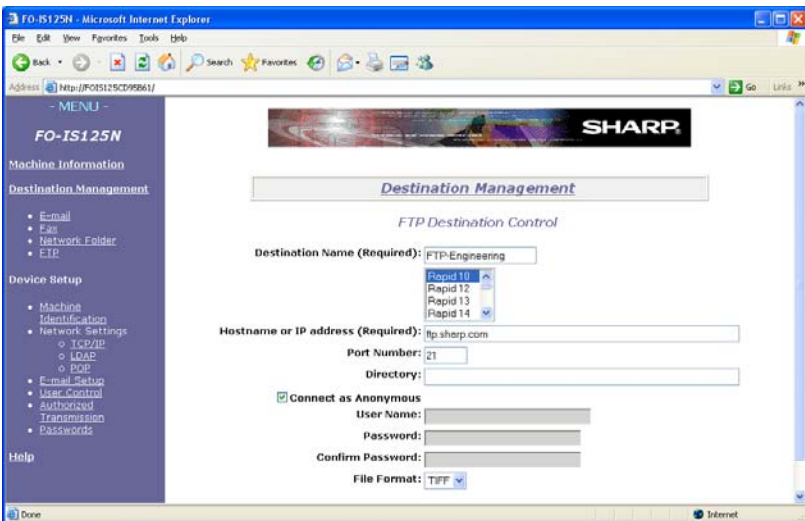 FO-IS125N - Microsoft Internet Explorer
File Edit View Favorites Tools Help
Back Search Favorites
Address http://FOIS125CD95B61/ Go Links »
- MENU -
FO-IS125N
Machine Information
Destination Management
E-mail
Fax
Network Folder
FTP
Device Setup
Machine
Identification
Network Settings
TCP/IP
LDAP
POP
E-mail Setup
User Control
Authorized
Transmission
Passwords
Help
SHARP
Destination Management
FTP Destination Control
Destination Name (Required): FTP-Engineering
Rapid 10
Rapid 12
Rapid 13
Rapid 14
Hostname or IP address (Required): ftp.sharp.com
Port Number: 21
Directory:
Connect as Anonymous
User Name:
Password:
Confirm Password:
File Format: TIFF
Done Internet